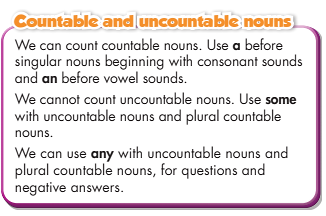 Countable and uncountable nouns
We can count countable nouns. Use a before
singular nouns beginning with consonant sounds
and an before vowel sounds.
We cannot count uncountable nouns. Use some
with uncountable nouns and plural countable
nouns.
We can use any with uncountable nouns and
plural countable nouns, for questions and
negative answers.